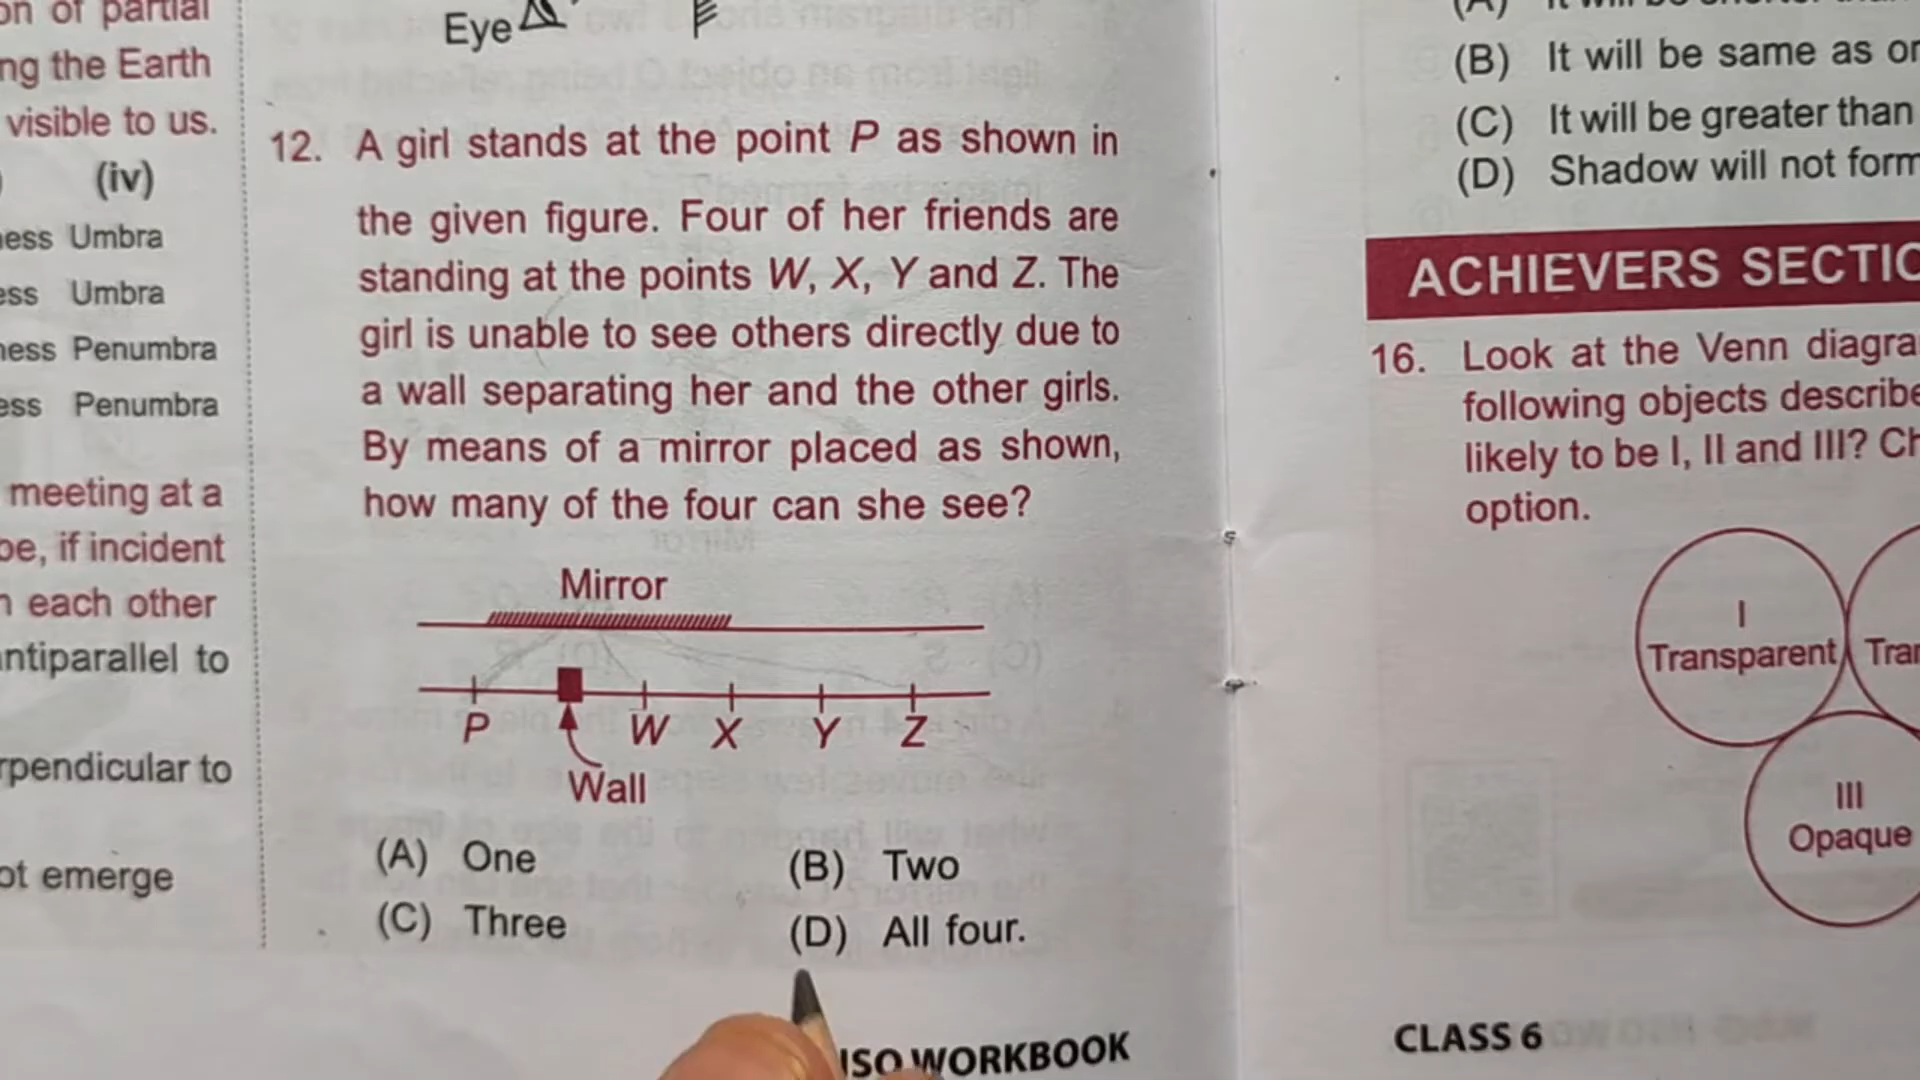 on of partial
ng the Earth
visible to us.
(iv)
ness Umbra
ess Umbra
ness Penumbra
ess Penumbra
meeting at a
be, if incident
n each other
antiparallel to
rpendicular to
ot emerge
Eye
12. A girl stands at the point P as shown in
the given figure. Four of her friends are
standing at the points W, X, Y and Z. The
girl is unable to see others directly due to
a wall separating her and the other girls.
By means of a mirror placed as shown,
how many of the four can she see?
Mirror
P W X Y Z
Wall
(A) One (B) Two
(C) Three (D) All four.
ISO WORKBOOK
(B) It will be same as or
(C) It will be greater than
(D) Shadow will not form
ACHIEVERS SECTIO
16. Look at the Venn diagra
following objects describe
likely to be I, II and III? Ch
option.
I
Transparent Tran
III
Opaque
CLASS 6